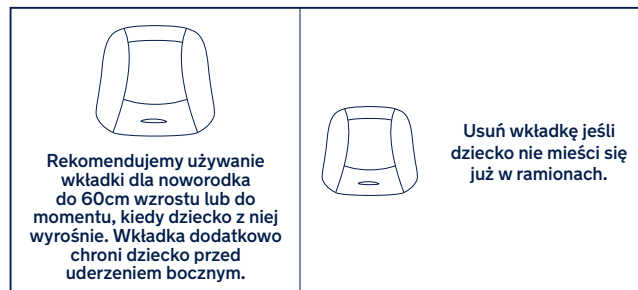 Rekomendujemy używanie
wkładki dla noworodka
do 60cm wzrostu lub do
momentu, kiedy dziecko z niej
wyrośnie. Wkładka dodatkowo
chroni dziecko przed
uderzeniem bocznym.
Usuń wkładkę jeśli
dziecko nie mieści się
już w ramionach.